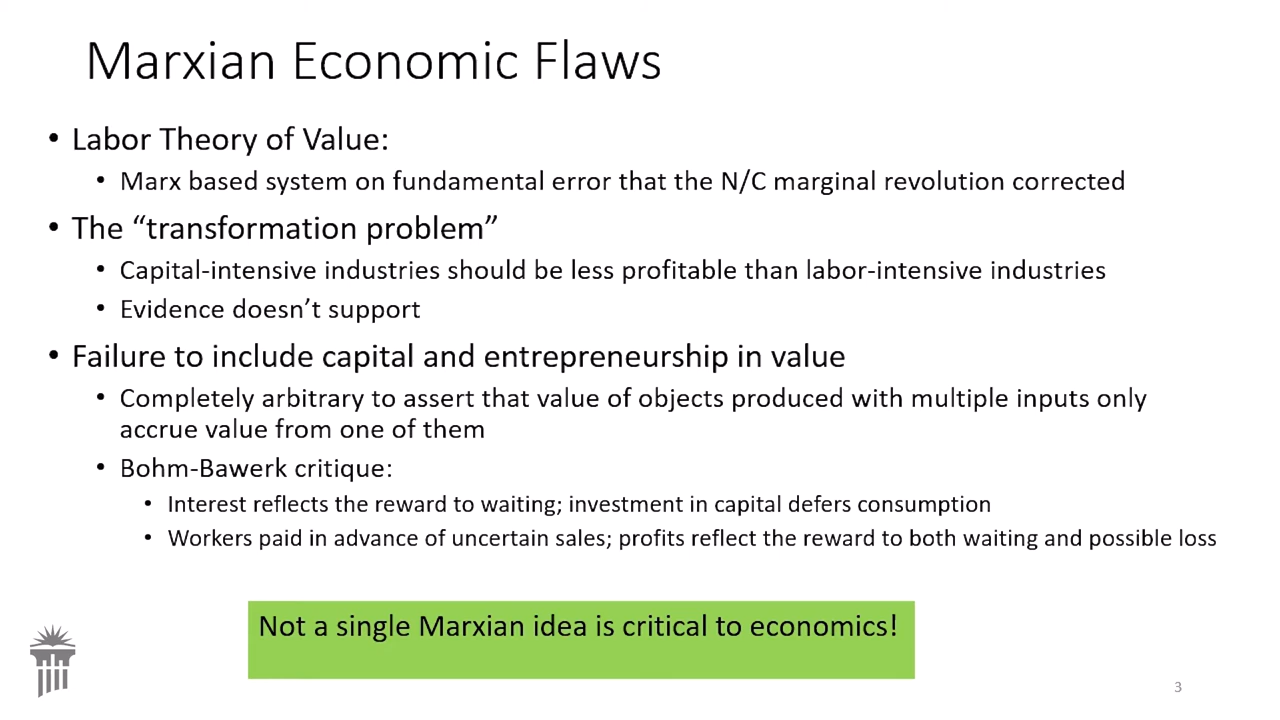 Marxian Economic Flaws
• Labor Theory of Value:
• Marx based system on fundamental error that the N/C marginal revolution corrected
• The “transformation problem”
• Capital-intensive industries should be less profitable than labor-intensive industries
• Evidence doesn’t support
• Failure to include capital and entrepreneurship in value
• Completely arbitrary to assert that value of objects produced with multiple inputs only
accrue value from one of them
• Bohm-Bawerk critique:
• Interest reflects the reward to waiting; investment in capital defers consumption
• Workers paid in advance of uncertain sales; profits reflect the reward to both waiting and possible loss
Not a single Marxian idea is critical to economics!
3